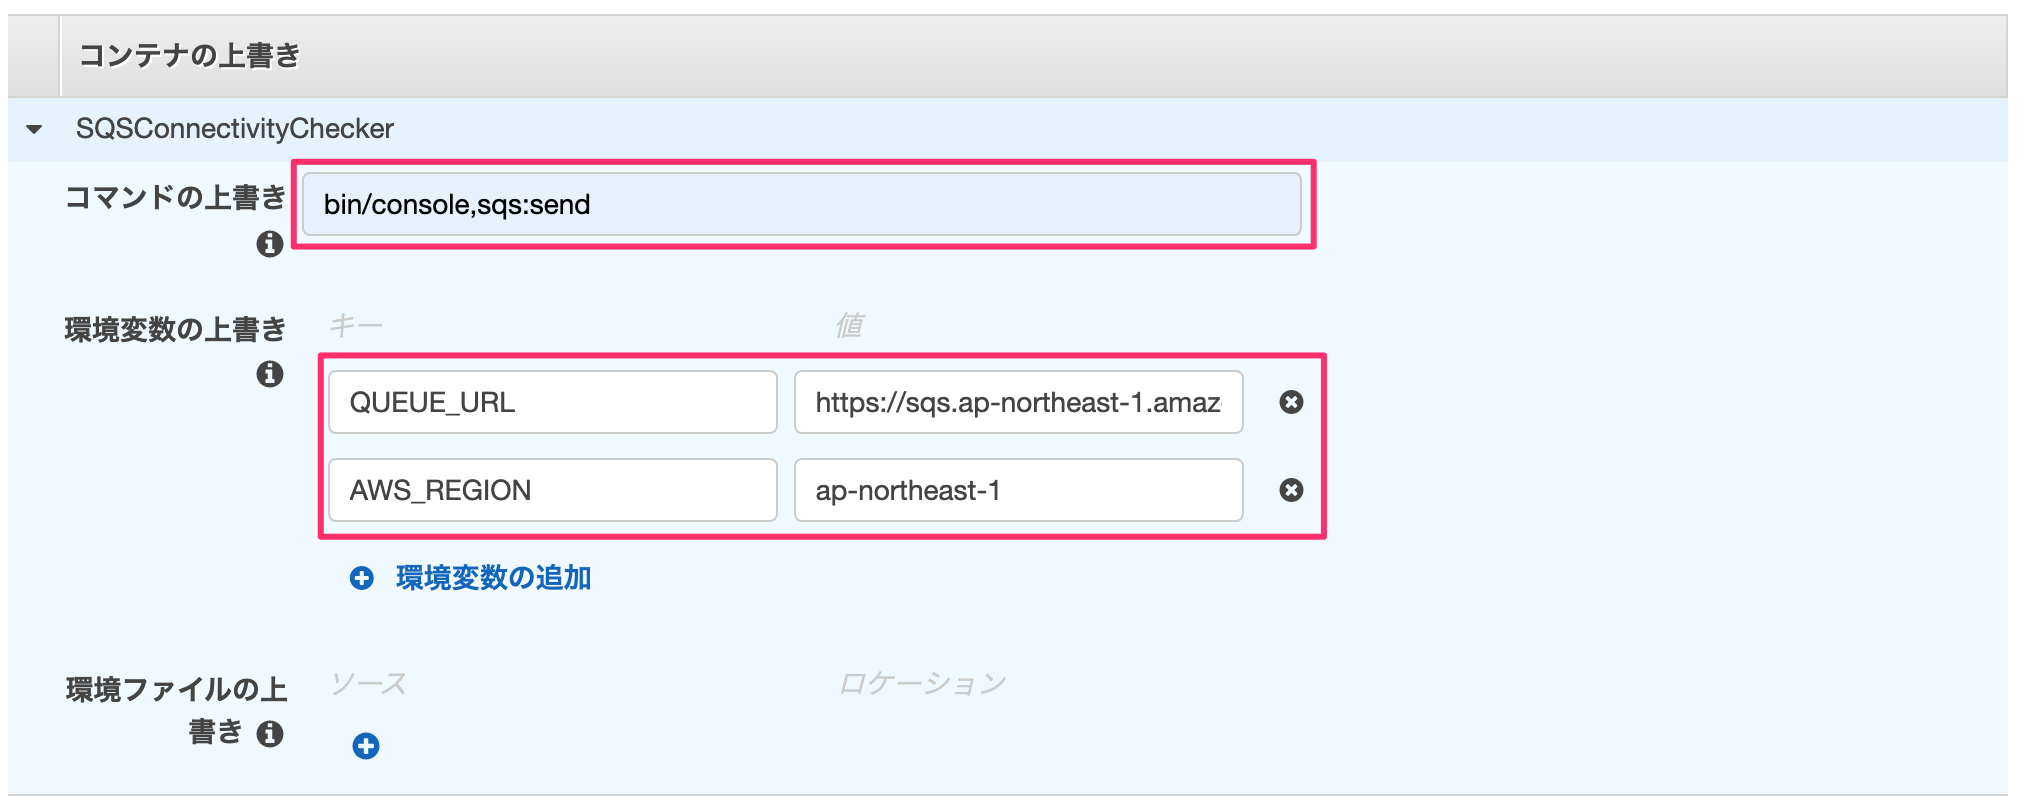 コンテナの上書き
SQSConnectivityChecker
コマンドの上書き
bin/console,sqs:send
環境変数の上書き
キー 値
QUEUE_URL https://sqs.ap-northeast-1.amaz
AWS_REGION ap-northeast-1
環境変数の追加
環境ファイルの上
書き
ソース ロケーション